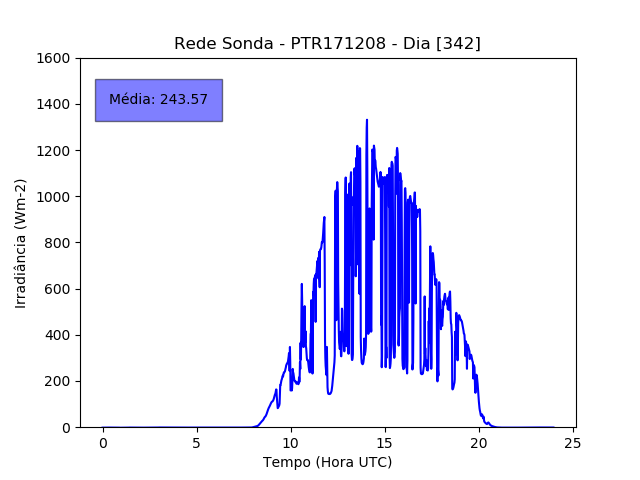 Rede Sonda - PTR171208 - Dia [342]
1600
1400
1200
1000
800
600
400
200
0
Média: 243.57
Irradiância (Wm-2)
0 5 10 15 20 25
Tempo (Hora UTC)